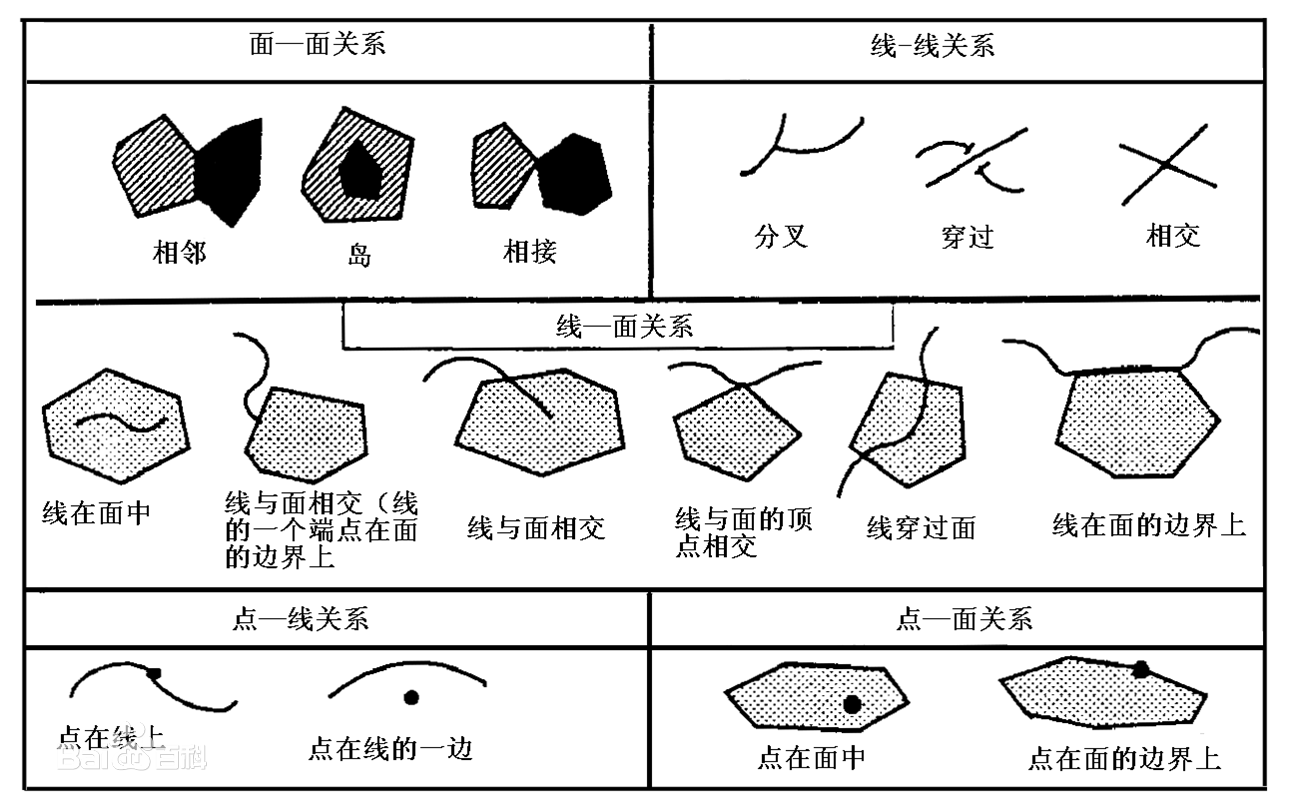 面—面关系
线-线关系
相邻
岛
相接
分叉
穿过
相交
线—面关系
线在面中
线与面相交（线
的一个端点在面
的边界上
线与面相交
线与面的顶
点相交
线穿过面
线在面的边界上
点—线关系
点—面关系
点在线上
点在线的一边
点在面中
点在面的边界上
Bai 百科